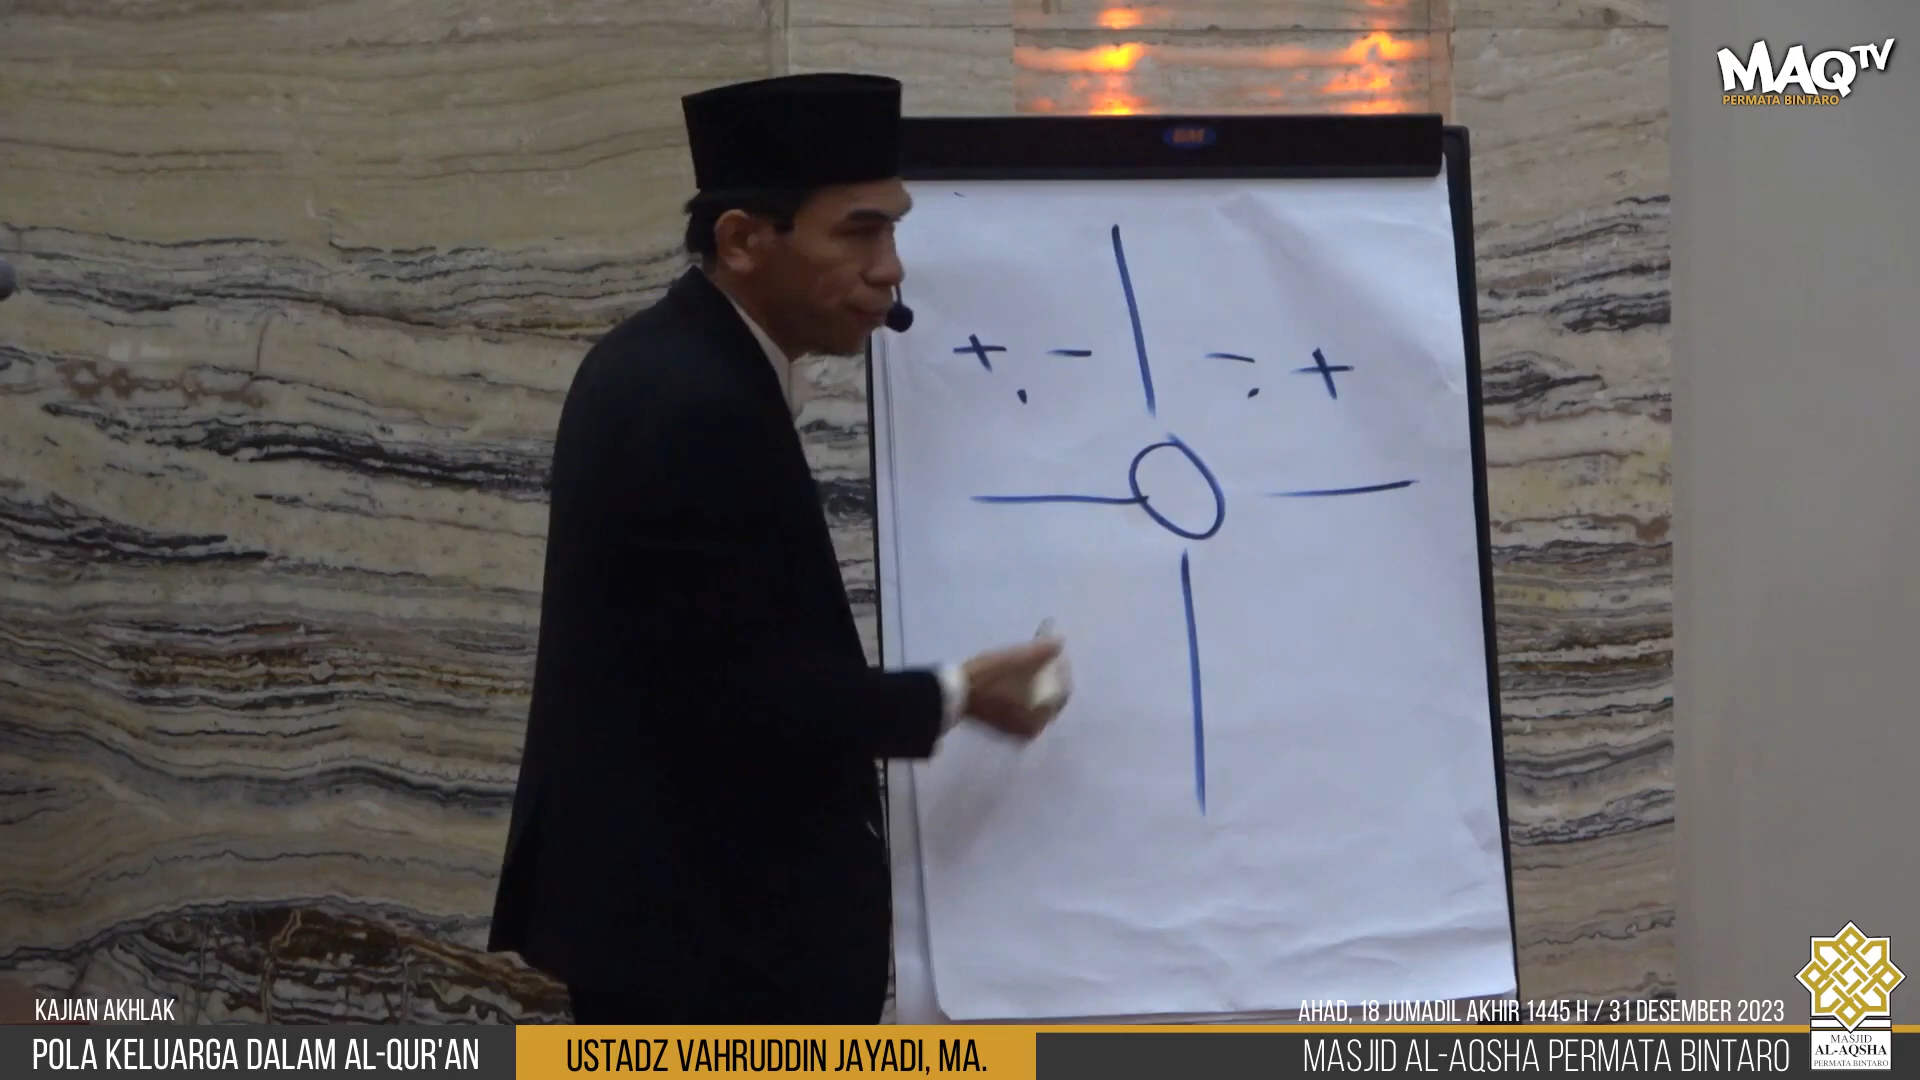 MAQTV
PERMATA BINTARO
GM
+, - -, +
KAJIAN AKHLAK
POLA KELUARGA DALAM AL-QUR'AN
USTADZ VAHRUDDIN JAYADI, MA.
AHAD, 18 JUMADIL AKHIR 1445 H / 31 DESEMBER 2023
MASJID AL-AQSHA PERMATA BINTARO
MASJID
AL-AQSHA
PERMATA BINTARO